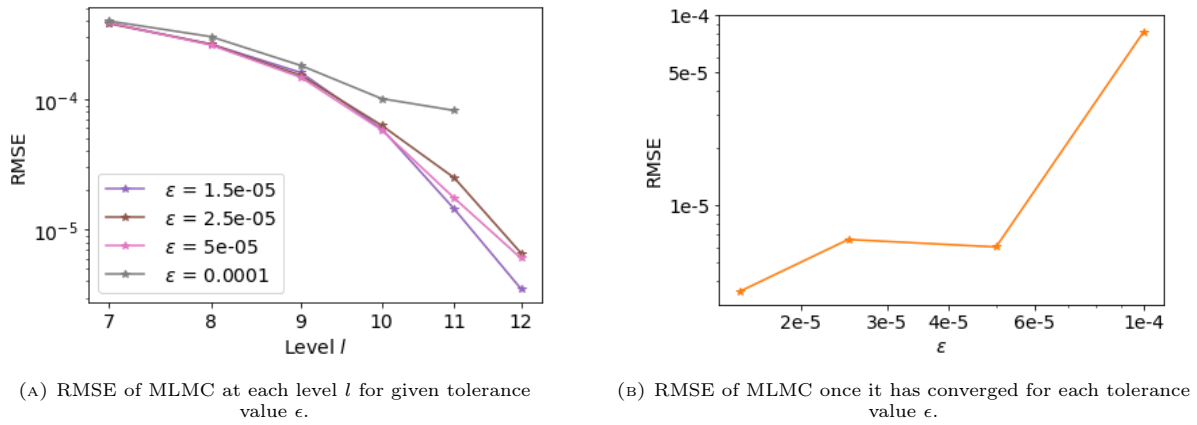 10⁻⁴
10⁻⁵
RMSE
ε = 1.5e-05
ε = 2.5e-05
ε = 5e-05
ε = 0.0001
7 8 9 10 11 12
Level l
(A) RMSE of MLMC at each level l for given tolerance
value ϵ.
1e-4
5e-5
1e-5
RMSE
2e-5 3e-5 4e-5 6e-5 1e-4
ε
(B) RMSE of MLMC once it has converged for each tolerance
value ϵ.